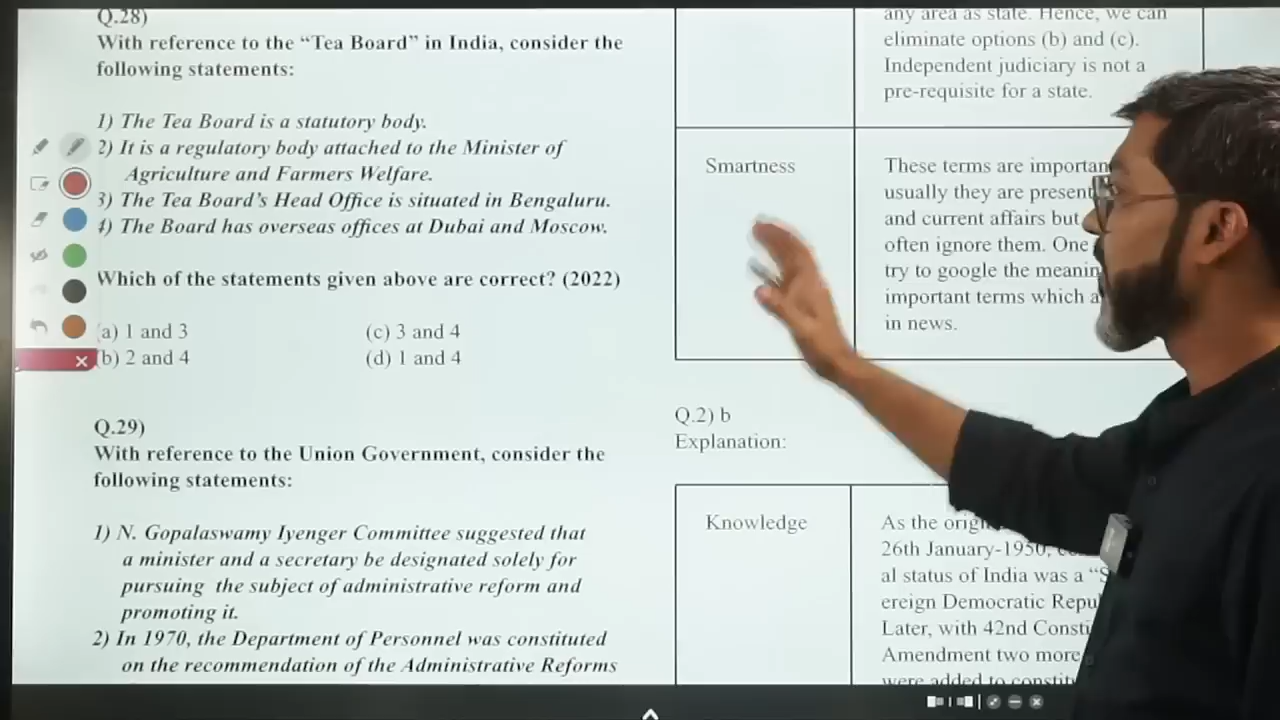 Q.28)
With reference to the “Tea Board” in India, consider the
following statements:
1) The Tea Board is a statutory body.
2) It is a regulatory body attached to the Minister of
Agriculture and Farmers Welfare.
3) The Tea Board’s Head Office is situated in Bengaluru.
4) The Board has overseas offices at Dubai and Moscow.
Which of the statements given above are correct? (2022)
(a) 1 and 3
(c) 3 and 4
(b) 2 and 4
(d) 1 and 4
Q.29)
With reference to the Union Government, consider the
following statements:
1) N. Gopalaswamy Iyenger Committee suggested that
a minister and a secretary be designated solely for
pursuing the subject of administrative reform and
promoting it.
2) In 1970, the Department of Personnel was constituted
on the recommendation of the Administrative Reforms
any area as state. Hence, we can
eliminate options (b) and (c).
Independent judiciary is not a
pre-requisite for a state.
Smartness
These terms are
usually they are
and current affairs but
often ignore them. One
try to google the
important terms which
in news.
Q.2) b
Explanation:
Knowledge
As the
26th January-1950,
al status of India was a
ereign Democratic
Later, with 42nd
Amendment two more
were added to